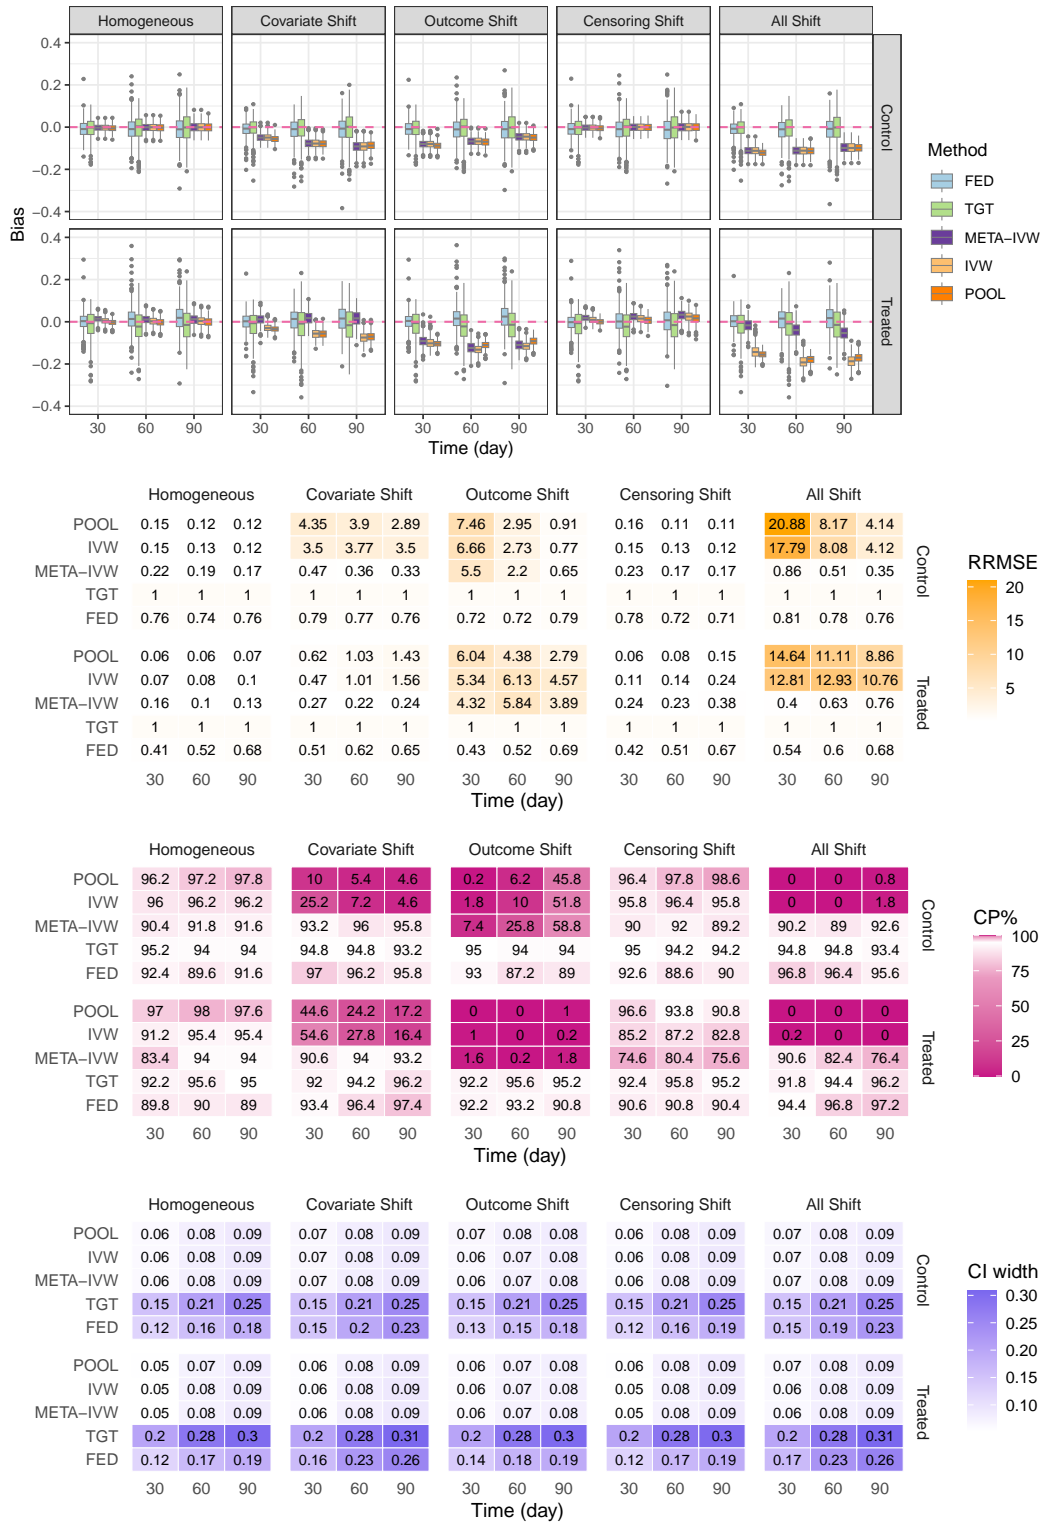 Homogeneous Covariate Shift Outcome Shift Censoring Shift All Shift
0.4
0.2
0.0
−0.2
−0.4
Control
0.4
0.2
0.0
−0.2
−0.4
Treated
Bias
30 60 90 30 60 90 30 60 90 30 60 90 30 60 90
Time (day)
Method
FED
TGT
META−IVW
IVW
POOL
Homogeneous Covariate Shift Outcome Shift Censoring Shift All Shift
POOL 0.15 0.12 0.12 4.35 3.9 2.89 7.46 2.95 0.91 0.16 0.11 0.11 20.88 8.17 4.14
IVW 0.15 0.13 0.12 3.5 3.77 3.5 6.66 2.73 0.77 0.15 0.13 0.12 17.79 8.08 4.12
META−IVW 0.22 0.19 0.17 0.47 0.36 0.33 5.5 2.2 0.65 0.23 0.17 0.17 0.86 0.51 0.35
TGT 1 1 1 1 1 1 1 1 1 1 1 1 1 1 1
FED 0.76 0.74 0.76 0.79 0.77 0.76 0.72 0.72 0.79 0.78 0.72 0.71 0.81 0.78 0.76
Control
POOL 0.06 0.06 0.07 0.62 1.03 1.43 6.04 4.38 2.79 0.06 0.08 0.15 14.64 11.11 8.86
IVW 0.07 0.08 0.1 0.47 1.01 1.56 5.34 6.13 4.57 0.11 0.14 0.24 12.81 12.93 10.76
META−IVW 0.16 0.1 0.13 0.27 0.22 0.24 4.32 5.84 3.89 0.24 0.23 0.38 0.4 0.63 0.76
TGT 1 1 1 1 1 1 1 1 1 1 1 1 1 1 1
FED 0.41 0.52 0.68 0.51 0.62 0.65 0.43 0.52 0.69 0.42 0.51 0.67 0.54 0.6 0.68
Treated
30 60 90 30 60 90 30 60 90 30 60 90 30 60 90
Time (day)
RRMSE
20
15
10
5
Homogeneous Covariate Shift Outcome Shift Censoring Shift All Shift
POOL 96.2 97.2 97.8 10 5.4 4.6 0.2 6.2 45.8 96.4 97.8 98.6 0 0 0.8
IVW 96 96.2 96.2 25.2 7.2 4.6 1.8 10 51.8 95.8 96.4 95.8 0 0 1.8
META−IVW 90.4 91.8 91.6 93.2 96 95.8 7.4 25.8 58.8 90 92 89.2 90.2 89 92.6
TGT 95.2 94 94 94.8 94.8 93.2 95 94 94 95 94.2 94.2 94.8 94.8 93.4
FED 92.4 89.6 91.6 97 96.2 95.8 93 87.2 89 92.6 88.6 90 96.8 96.4 95.6
Control
POOL 97 98 97.6 44.6 24.2 17.2 0 0 1 96.6 93.8 90.8 0 0 0
IVW 91.2 95.4 95.4 54.6 27.8 16.4 1 0 0.2 85.2 87.2 82.8 0.2 0 0
META−IVW 83.4 94 94 90.6 94 93.2 1.6 0.2 1.8 74.6 80.4 75.6 90.6 82.4 76.4
TGT 92.2 95.6 95 92 94.2 96.2 92.2 95.6 95.2 92.4 95.8 95.2 91.8 94.4 96.2
FED 89.8 90 89 93.4 96.4 97.4 92.2 93.2 90.8 90.6 90.8 90.4 94.4 96.8 97.2
Treated
30 60 90 30 60 90 30 60 90 30 60 90 30 60 90
Time (day)
CP%
100
75
50
25
0
Homogeneous Covariate Shift Outcome Shift Censoring Shift All Shift
POOL 0.06 0.08 0.09 0.07 0.08 0.09 0.07 0.08 0.08 0.06 0.08 0.09 0.07 0.08 0.09
IVW 0.06 0.08 0.09 0.07 0.08 0.09 0.06 0.07 0.08 0.06 0.08 0.09 0.07 0.08 0.09
META−IVW 0.06 0.08 0.09 0.07 0.08 0.09 0.06 0.07 0.08 0.06 0.08 0.09 0.07 0.08 0.09
TGT 0.15 0.21 0.25 0.15 0.21 0.25 0.15 0.21 0.25 0.15 0.21 0.25 0.15 0.21 0.25
FED 0.12 0.16 0.18 0.15 0.2 0.23 0.13 0.15 0.18 0.12 0.16 0.19 0.15 0.19 0.23
Control
POOL 0.05 0.07 0.09 0.06 0.08 0.09 0.06 0.07 0.08 0.06 0.08 0.09 0.07 0.08 0.09
IVW 0.05 0.08 0.09 0.06 0.08 0.09 0.06 0.07 0.08 0.05 0.08 0.09 0.06 0.08 0.09
META−IVW 0.05 0.08 0.09 0.06 0.08 0.09 0.06 0.07 0.08 0.05 0.08 0.09 0.06 0.08 0.09
TGT 0.2 0.28 0.3 0.2 0.28 0.31 0.2 0.28 0.3 0.2 0.28 0.3 0.2 0.28 0.31
FED 0.12 0.17 0.19 0.16 0.23 0.26 0.14 0.18 0.19 0.12 0.17 0.19 0.17 0.23 0.26
Treated
30 60 90 30 60 90 30 60 90 30 60 90 30 60 90
Time (day)
CI width
0.30
0.20
0.15
0.10